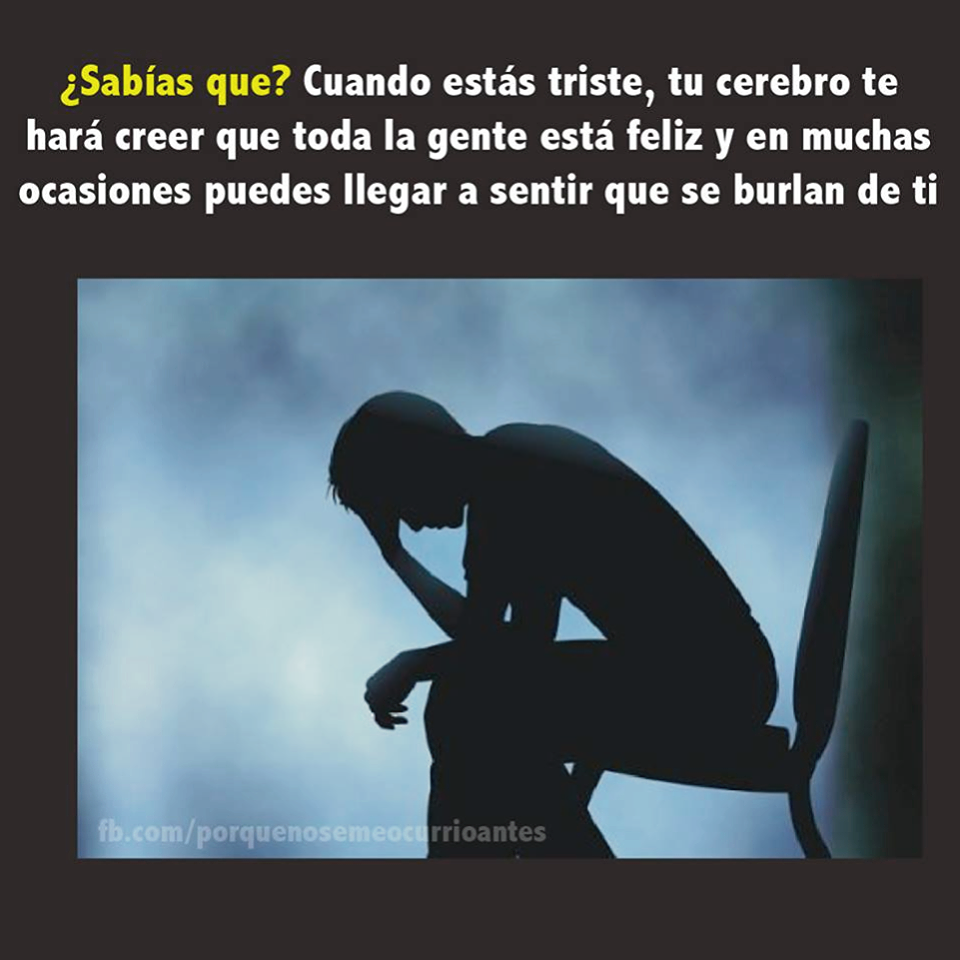 ¿Sabías que? Cuando estás triste, tu cerebro te
hará creer que toda la gente está feliz y en muchas
ocasiones puedes llegar a sentir que se burlan de ti
fb.com/porquenosemeocurrioantes